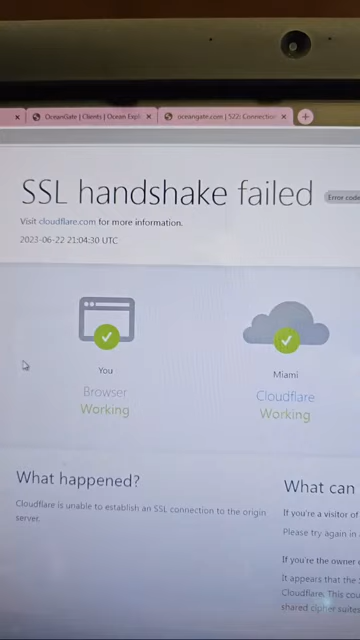 OceanGate | Clients | Ocean Expl
oceangate.com | 522: Connection
SSL handshake failed
Error code
Visit cloudflare.com for more information.
2023-06-22 21:04:30 UTC
You
Miami
Browser
Cloudflare
Working
Working
What happened?
What can
Cloudflare is unable to establish an SSL connection to the origin
server.
If you're a visitor of
Please try again in
If you're the owner
It appears that the
Cloudflare. This cou
shared cipher suites